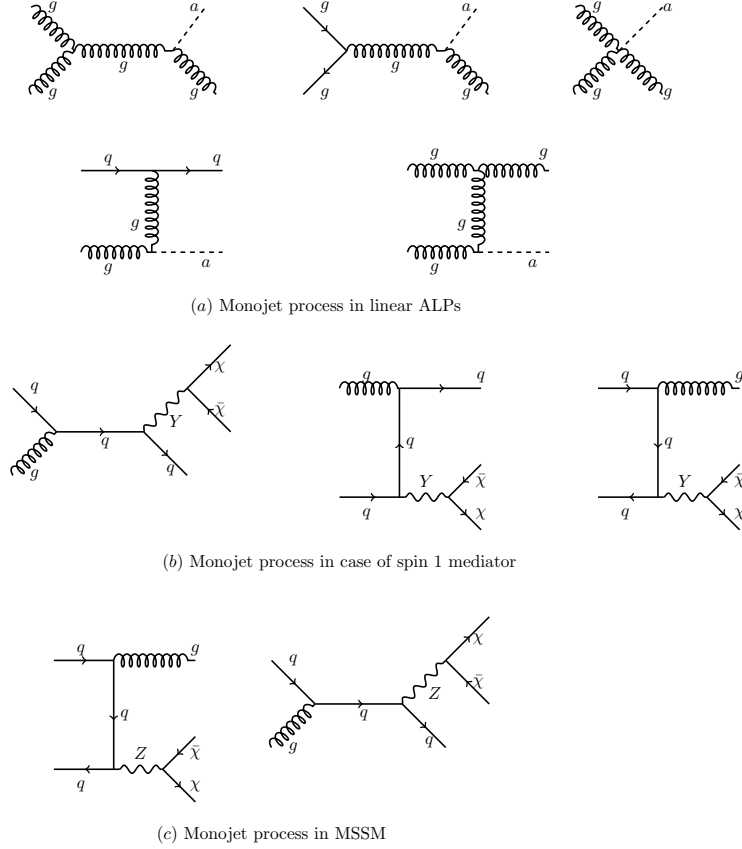 g a g g g
g g a g g
g a g g
q q g g a
g g g g a
(a) Monojet process in linear ALPs
q g q Y χ χ̄ q
g q q q Y χ̄ χ
q g q q Y χ̄ χ
(b) Monojet process in case of spin 1 mediator
q g q q Z χ̄ χ
q g q Z χ χ̄ q
(c) Monojet process in MSSM